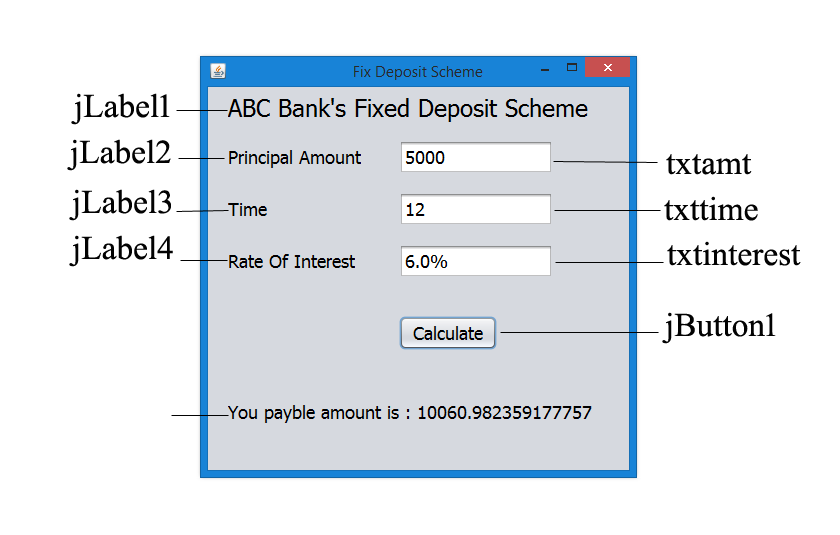 Fix Deposit Scheme
jLabel1 ABC Bank's Fixed Deposit Scheme
jLabel2 Principal Amount 5000 txtamt
jLabel3 Time 12 txttime
jLabel4 Rate Of Interest 6.0% txtinterest
Calculate jButton1
You payble amount is : 10060.982359177757